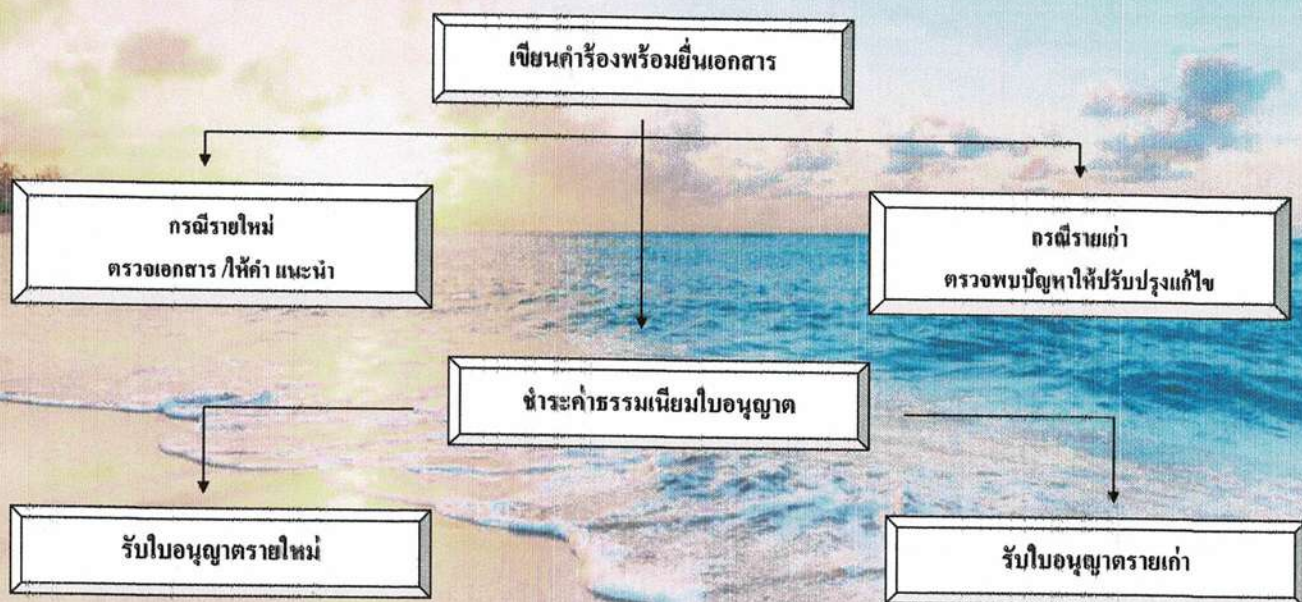 เขียนคำร้องพร้อมยื่นเอกสาร
กรณีรายใหม่
ตรวจเอกสาร /ให้คำ แนะนำ
กรณีรายเก่า
ตรวจพบปัญหาให้ปรับปรุงแก้ไข
ชำระค่าธรรมเนียมใบอนุญาต
รับใบอนุญาตรายใหม่
รับใบอนุญาตรายเก่า